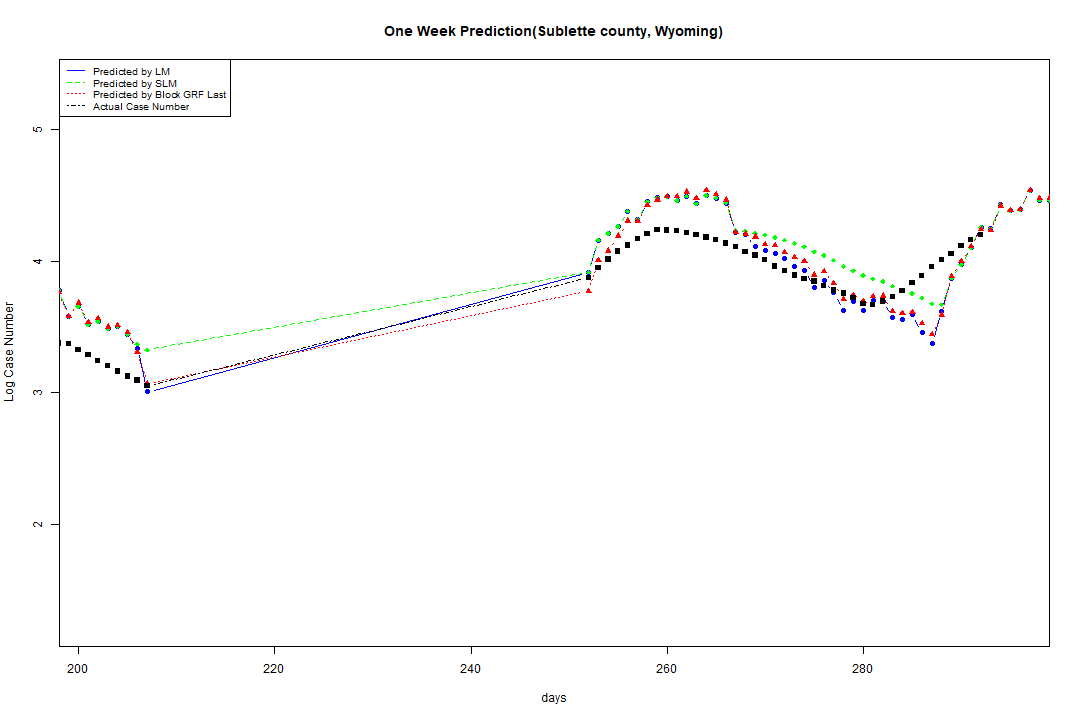 One Week Prediction(Sublette county, Wyoming)
Predicted by LM
Predicted by SLM
Predicted by Block GRF Last
Actual Case Number
5
4
3
2
Log Case Number
200 220 240 260 280
days